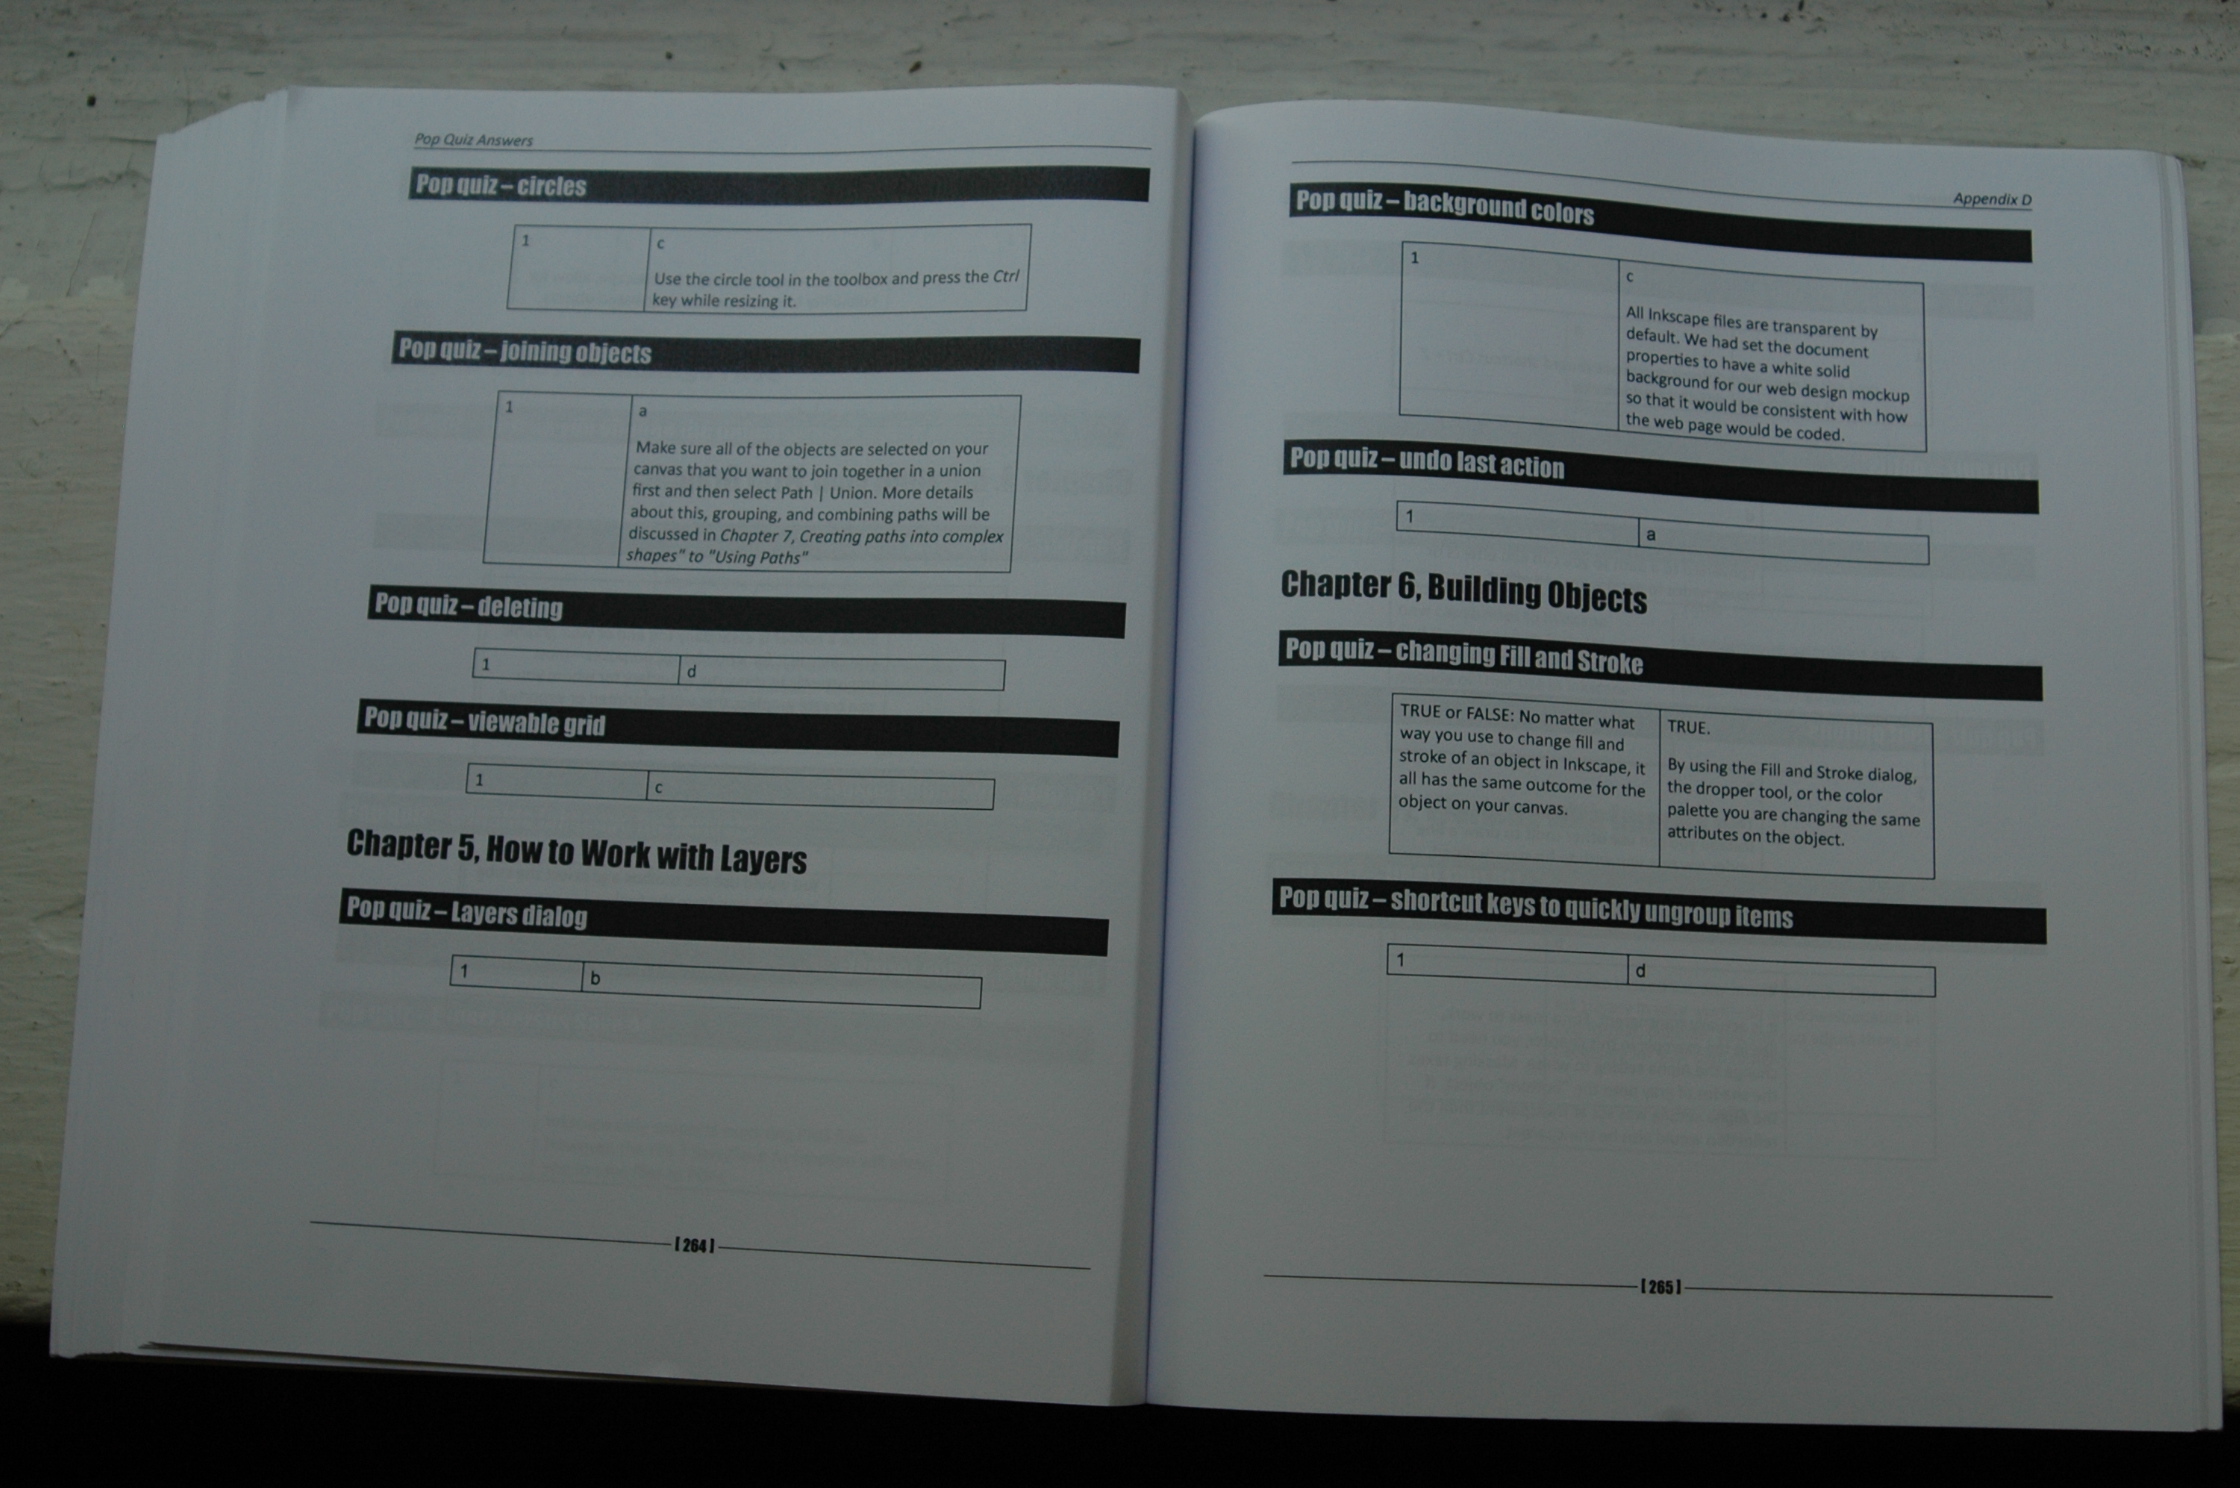 Pop Quiz Answers
Pop quiz – circles
1
c
Use the circle tool in the toolbox and press the Ctrl
key while resizing it.
Pop quiz – joining objects
1
a
Make sure all of the objects are selected on your
canvas that you want to join together in a union
first and then select Path | Union. More details
about this, grouping, and combining paths will be
discussed in Chapter 7, Creating paths into complex
shapes" to "Using Paths"
Pop quiz – deleting
1
d
Pop quiz – viewable grid
1
c
Chapter 5, How to Work with Layers
Pop quiz – Layers dialog
1
b
[ 264 ]
Appendix D
Pop quiz – background colors
1
c
All Inkscape files are transparent by
default. We had set the document
properties to have a white solid
background for our web design mockup
so that it would be consistent with how
the web page would be coded.
Pop quiz – undo last action
1
a
Chapter 6, Building Objects
Pop quiz – changing Fill and Stroke
TRUE or FALSE: No matter what
way you use to change fill and
stroke of an object in Inkscape, it
all has the same outcome for the
object on your canvas.
TRUE.
By using the Fill and Stroke dialog,
the dropper tool, or the color
palette you are changing the same
attributes on the object.
Pop quiz – shortcut keys to quickly ungroup items
1
d
[ 265 ]